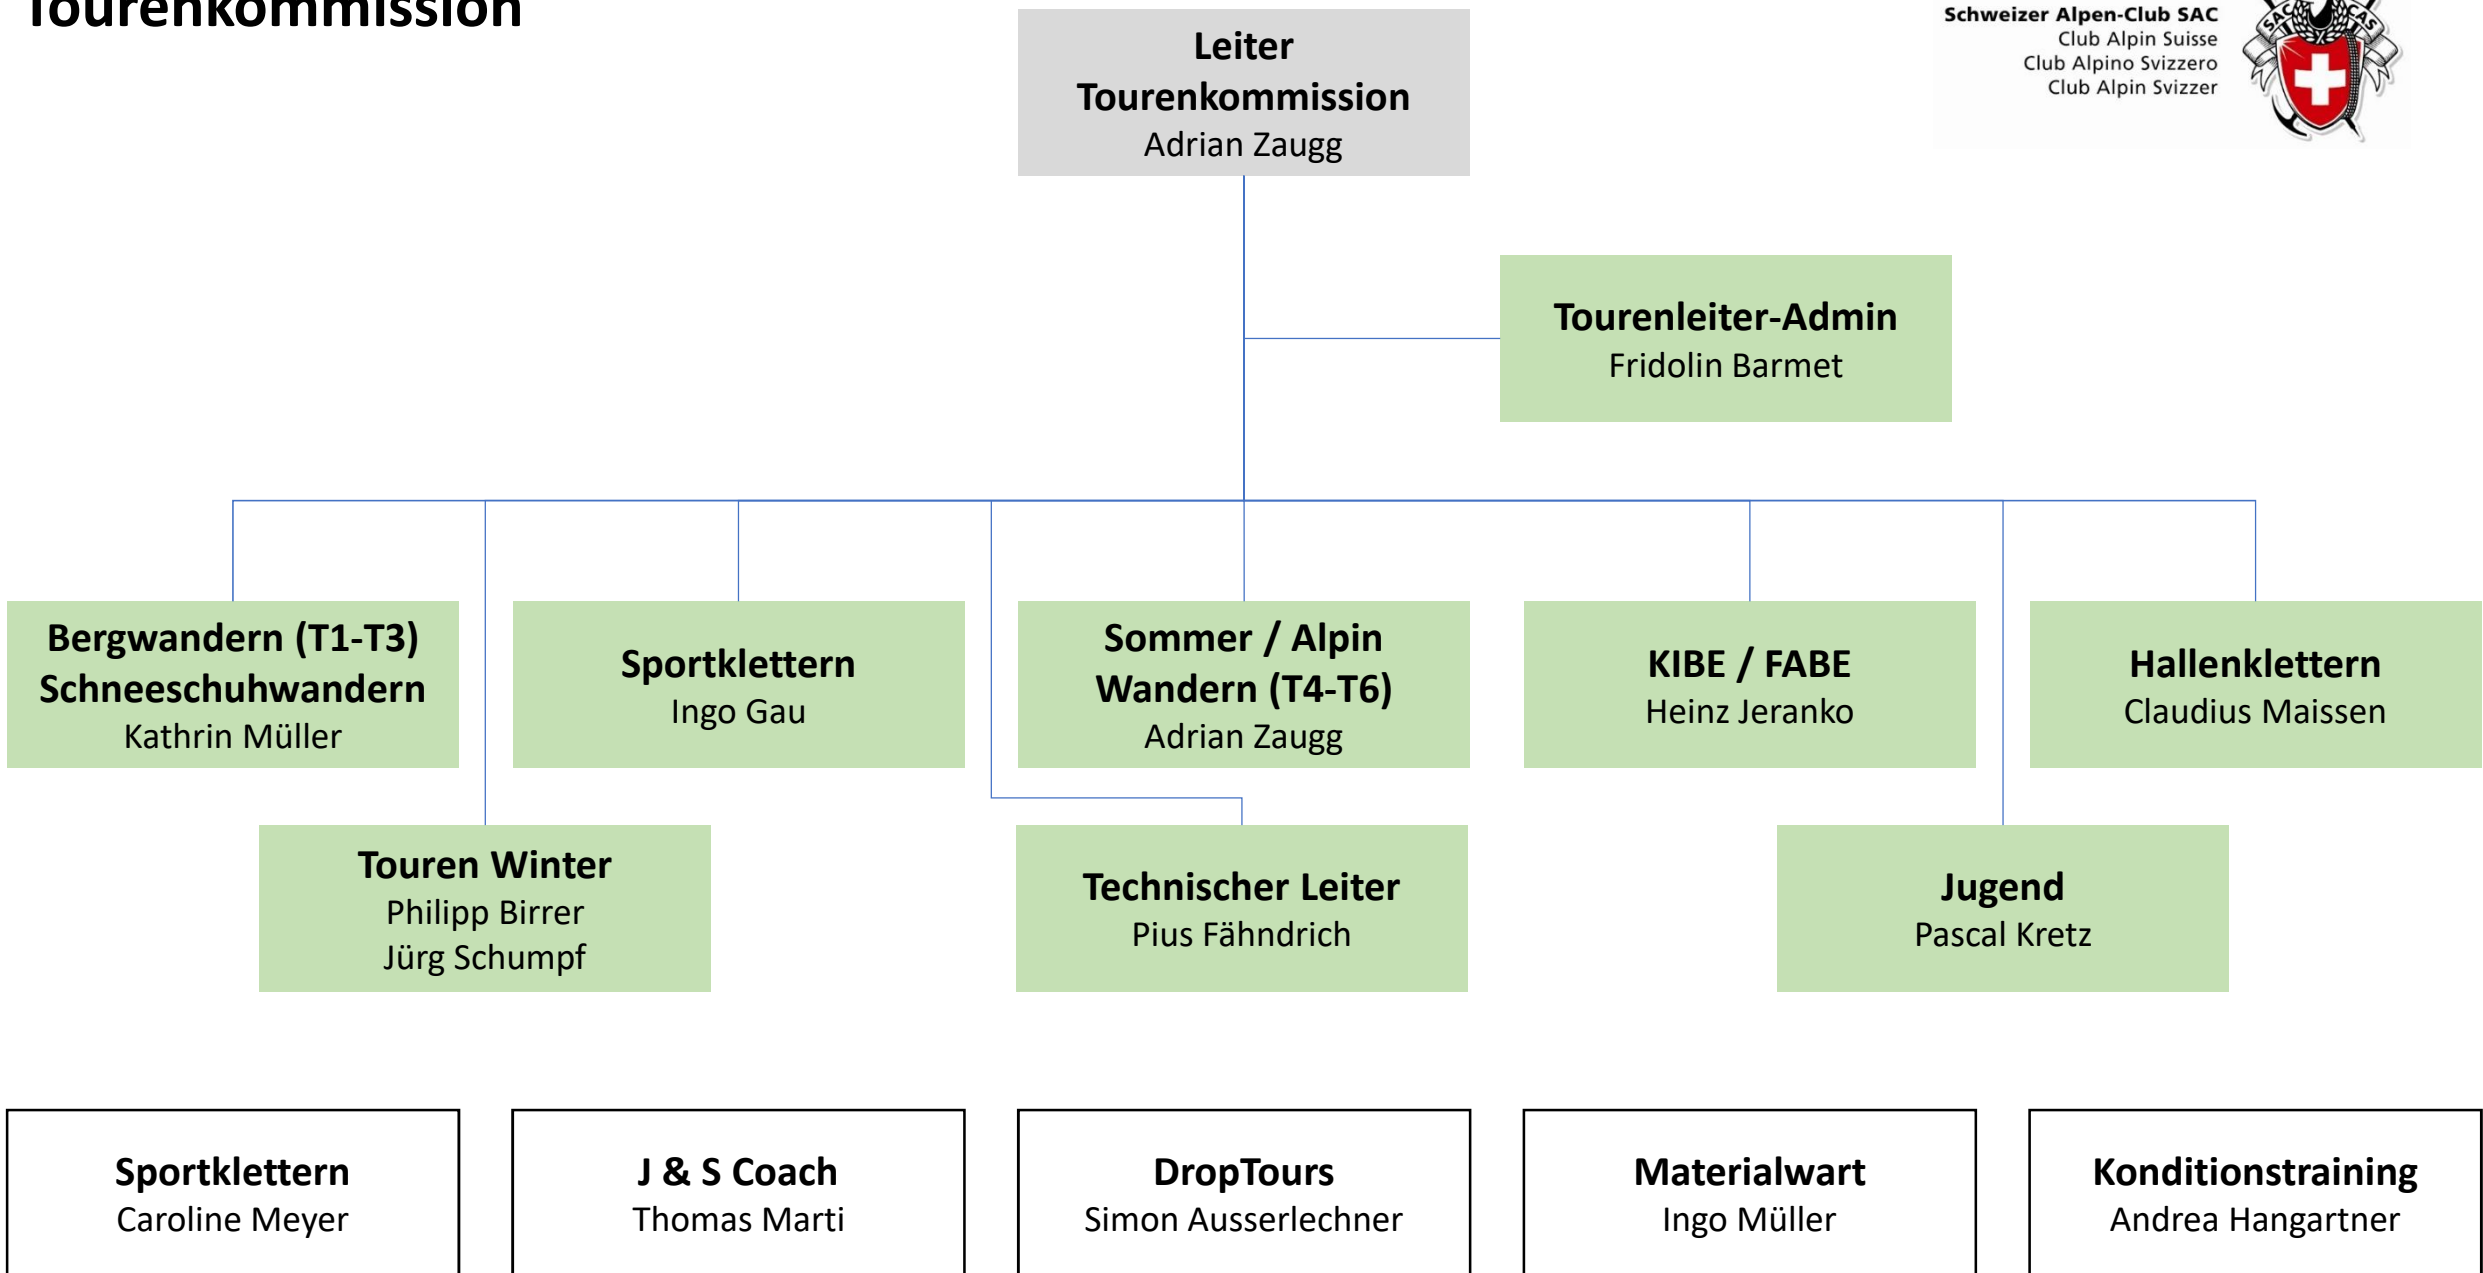 Tourenkommission
Schweizer Alpen-Club SAC
Club Alpin Suisse
Club Alpino Svizzero
Club Alpin Svizzer
SAC
CAS
Leiter
Tourenkommission
Adrian Zaugg
Tourenleiter-Admin
Fridolin Barmet
Bergwandern (T1-T3)
Schneeschuhwandern
Kathrin Müller
Sportklettern
Ingo Gau
Sommer / Alpin
Wandern (T4-T6)
Adrian Zaugg
KIBE / FABE
Heinz Jeranko
Hallenklettern
Claudius Maissen
Touren Winter
Philipp Birrer
Jürg Schumpf
Technischer Leiter
Pius Fähndrich
Jugend
Pascal Kretz
Sportklettern
Caroline Meyer
J & S Coach
Thomas Marti
DropTours
Simon Ausserlechner
Materialwart
Ingo Müller
Konditionstraining
Andrea Hangartner